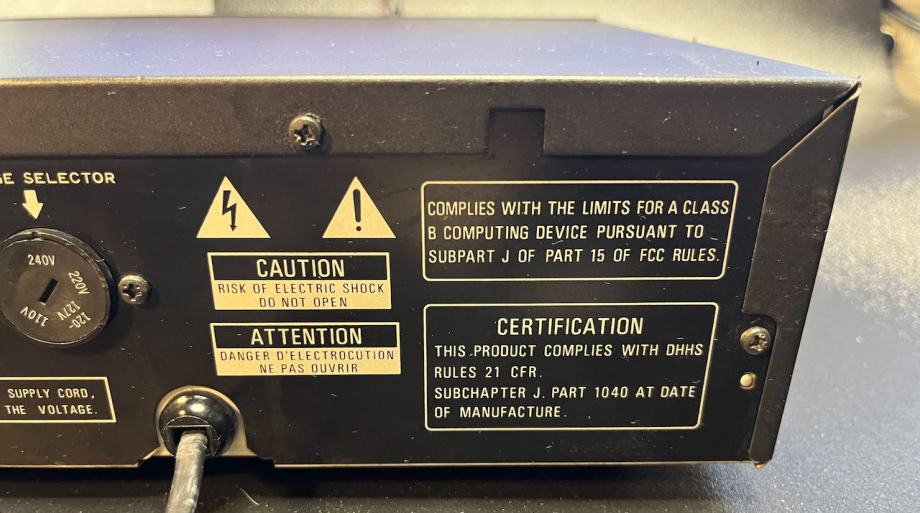 GE SELECTOR
240V
220V
120-
127V
110V
SUPPLY CORD,
THE VOLTAGE.
CAUTION
RISK OF ELECTRIC SHOCK
DO NOT OPEN
ATTENTION
DANGER D'ELECTROCUTION
NE PAS OUVRIR
COMPLIES WITH THE LIMITS FOR A CLASS
B COMPUTING DEVICE PURSUANT TO
SUBPART J OF PART 15 OF FCC RULES.
CERTIFICATION
THIS PRODUCT COMPLIES WITH DHHS
RULES 21 CFR.
SUBCHAPTER J. PART 1040 AT DATE
OF MANUFACTURE.